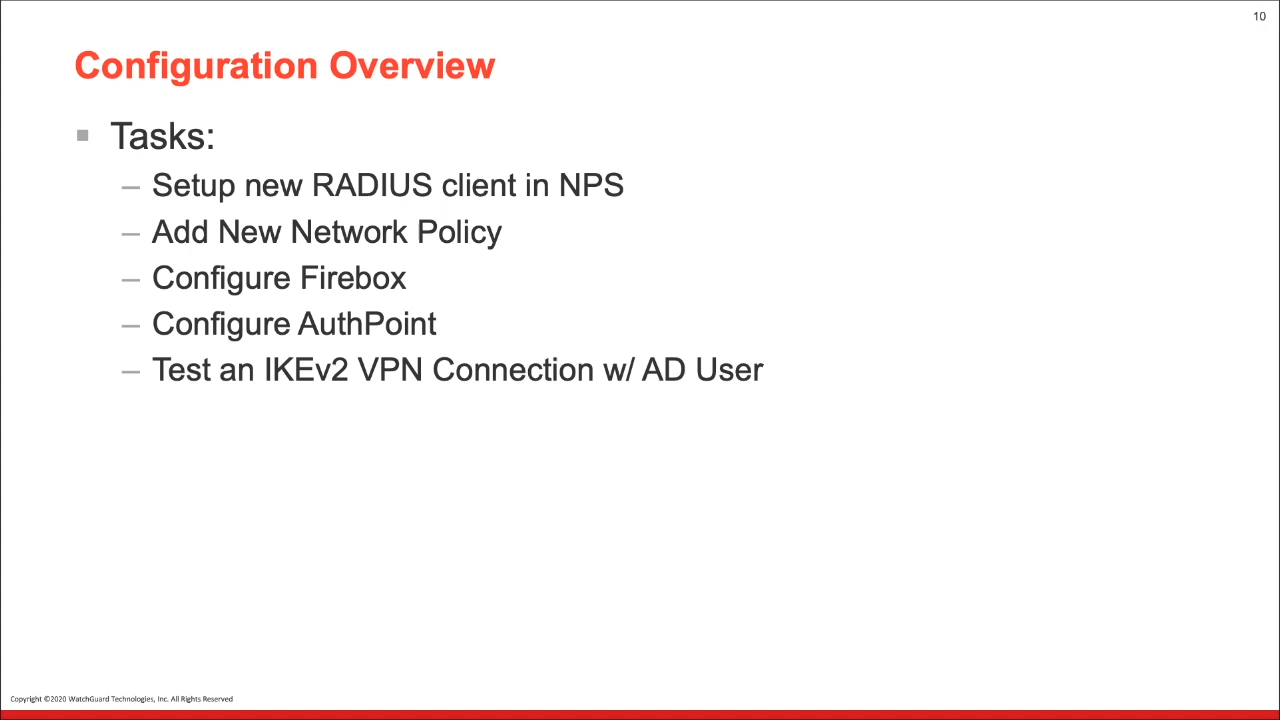 10
Configuration Overview
▪ Tasks:
– Setup new RADIUS client in NPS
– Add New Network Policy
– Configure Firebox
– Configure AuthPoint
– Test an IKEv2 VPN Connection w/ AD User
Copyright ©2020 WatchGuard Technologies, Inc. All Rights Reserved